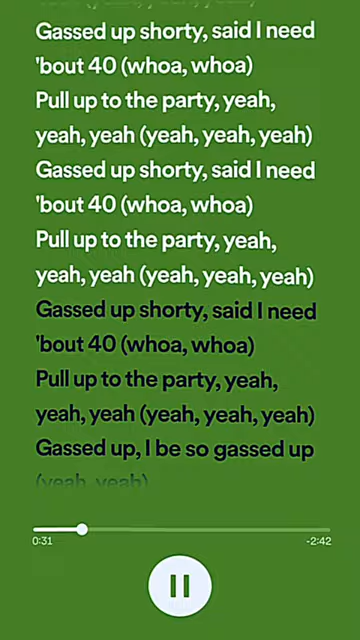 Gassed up shorty, said I need
'bout 40 (whoa, whoa)
Pull up to the party, yeah,
yeah, yeah (yeah, yeah, yeah)
Gassed up shorty, said I need
'bout 40 (whoa, whoa)
Pull up to the party, yeah,
yeah, yeah (yeah, yeah, yeah)
Gassed up shorty, said I need
'bout 40 (whoa, whoa)
Pull up to the party, yeah,
yeah, yeah (yeah, yeah, yeah)
Gassed up, I be so gassed up
(yeah, yeah)
0:31
-2:42